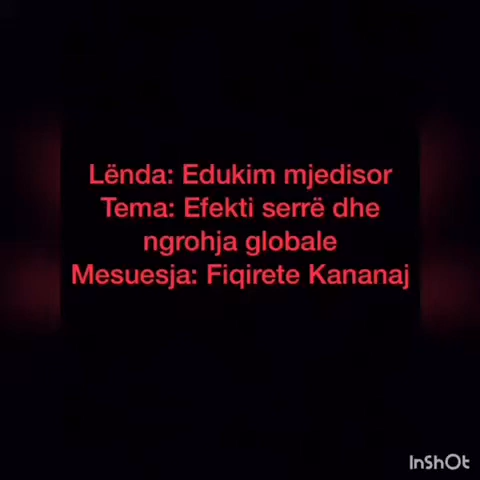 Lënda: Edukim mjedisor
Tema: Efekti serrë dhe
ngrohja globale
Mesuesja: Fiqirete Kananaj
InShOt